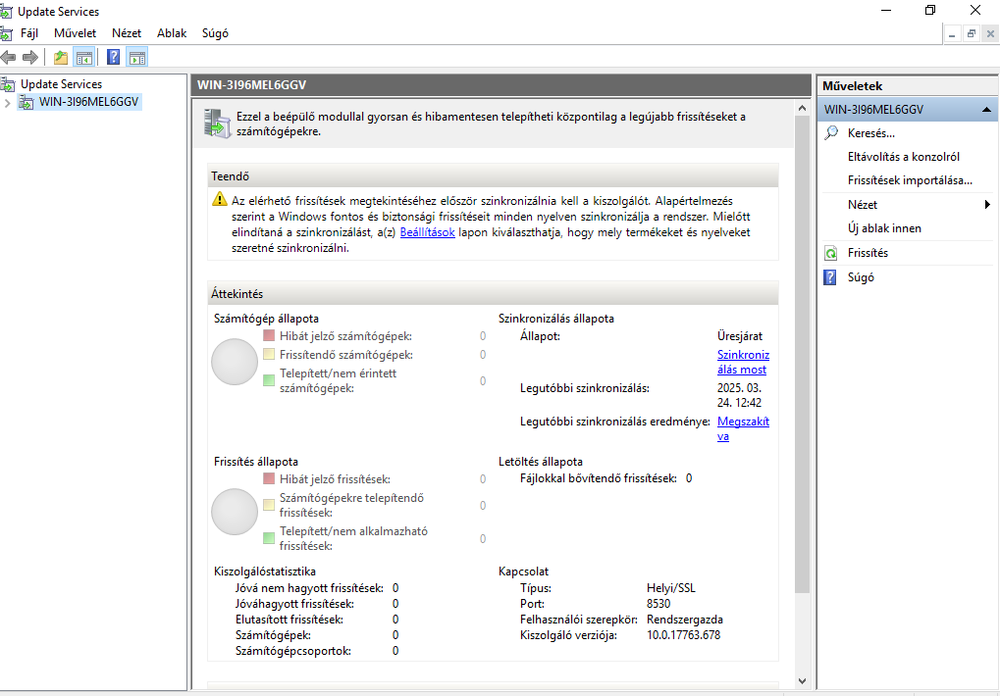 Update Services
Fájl Művelet Nézet Ablak Súgó
Update Services
WIN-3I96MEL6GGV
WIN-3I96MEL6GGV
Ezzel a beépülő modullal gyorsan és hibamentesen telepítheti központilag a legújabb frissítéseket a
számítógépekre.
Teendő
Az elérhető frissítések megtekintéséhez először szinkronizálnia kell a kiszolgálót. Alapértelmezés
szerint a Windows fontos és biztonsági frissítéseit minden nyelven szinkronizálja a rendszer. Mielőtt
elindítaná a szinkronizálást, a(z) Beállítások lapon kiválaszthatja, hogy mely termékeket és nyelveket
szeretné szinkronizálni.
Áttekintés
Számítógép állapota
Hibát jelző számítógépek: 0
Frissítendő számítógépek: 0
Telepített/nem érintett
számítógépek: 0
Szinkronizálás állapota
Állapot: Üresjárat
Szinkroniz
álás most
Legutóbbi szinkronizálás: 2025. 03.
24. 12:42
Legutóbbi szinkronizálás eredménye: Megszakít
va
Frissítés állapota
Hibát jelző frissítések: 0
Számítógépekre telepítendő
frissítések: 0
Telepített/nem alkalmazható
frissítések: 0
Letöltés állapota
Fájlokkal bővítendő frissítések: 0
Kiszolgálóstatisztika
Jóvá nem hagyott frissítések: 0
Jóváhagyott frissítések: 0
Elutasított frissítések: 0
Számítógépek: 0
Számítógépcsoportok: 0
Kapcsolat
Típus: Helyi/SSL
Port: 8530
Felhasználói szerepkör: Rendszergazda
Kiszolgáló verziója: 10.0.17763.678
Műveletek
WIN-3I96MEL6GGV
Keresés...
Eltávolítás a konzolról
Frissítések importálása...
Nézet
Új ablak innen
Frissítés
Súgó